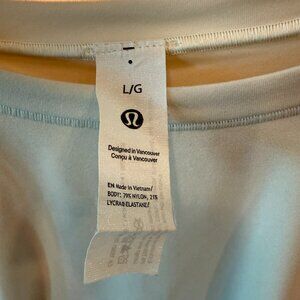 L/G
Designed in Vancouver
Conçu à Vancouver
EN Made in Vietnam/
BODY: 79% NYLON, 21%
LYCRA® ELASTANE/